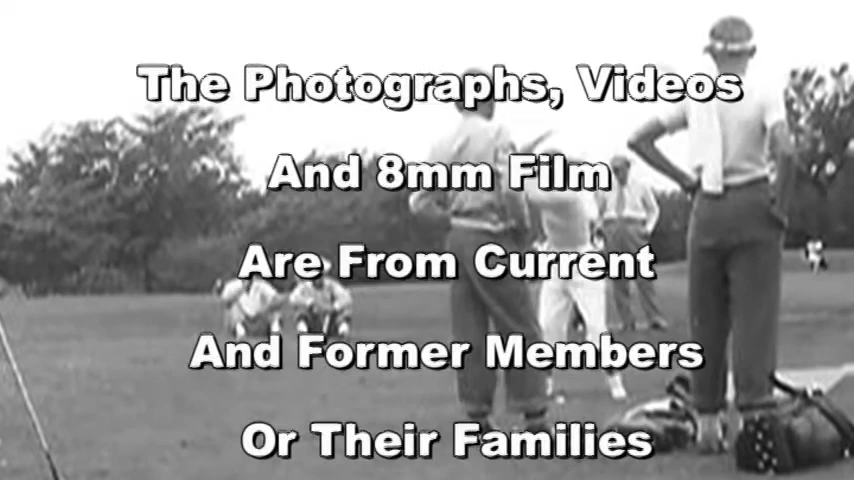 The Photographs, Videos
And 8mm Film
Are From Current
And Former Members
Or Their Families